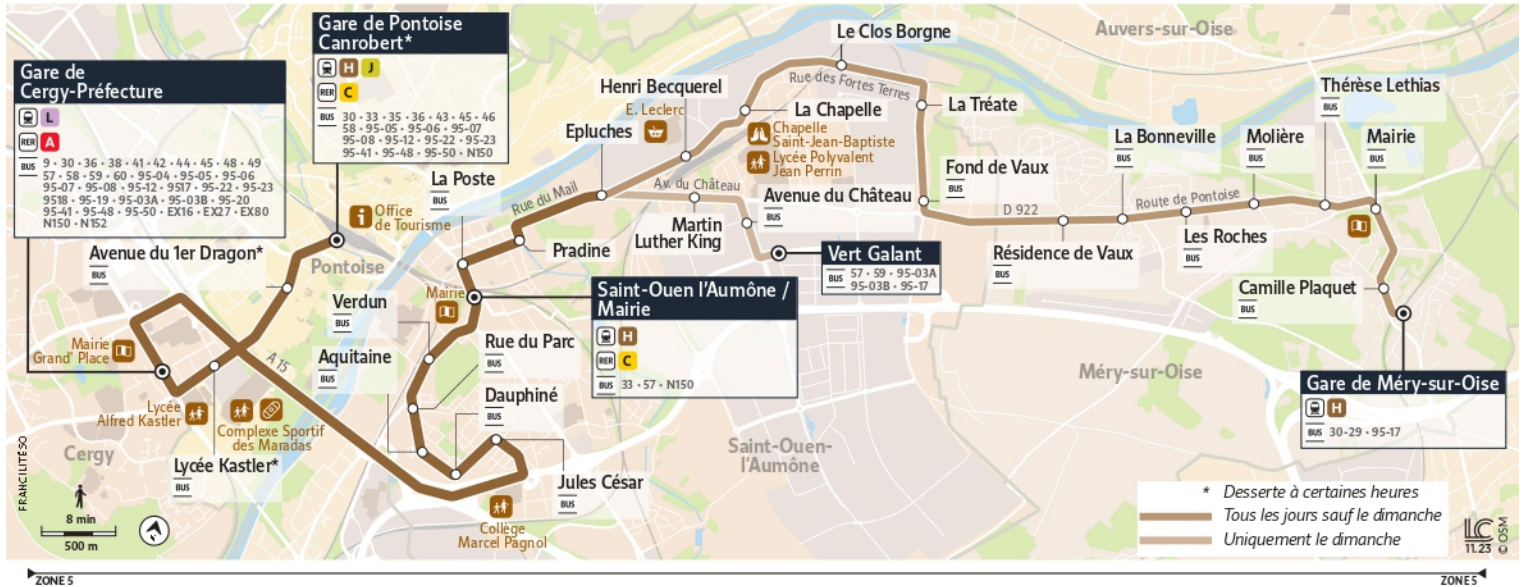 Gare de
Cergy-Préfecture
L
RER A
BUS
9 · 30 · 36 · 38 · 41 · 42 · 44 · 45 · 48 · 49
57 · 58 · 59 · 60 · 95-04 · 95-05 · 95-06
95-07 · 95-08 · 95-12 · 9517 · 95-22 · 95-23
9518 · 95-19 · 95-03A · 95-03B · 95-20
95-41 · 95-48 · 95-50 · EX16 · EX27 · EX80
N150 · N152
Gare de Pontoise
Canrobert*
H J
RER C
BUS
30 · 33 · 35 · 36 · 43 · 45 · 46
58 · 95-05 · 95-06 · 95-07
95-08 · 95-12 · 95-22 · 95-23
95-41 · 95-48 · 95-50 · N150
Avenue du 1er Dragon*
BUS
Office
de Tourisme
Pontoise
La Poste
BUS
Rue du Mail
Pradine
Epluches
E. Leclerc
Henri Becquerel
La Chapelle
Chapelle
Saint-Jean-Baptiste
Lycée Polyvalent
Jean Perrin
Le Clos Borgne
Rue des Fortes Terres
La Tréate
Auvers-sur-Oise
Fond de Vaux
BUS
Av. du Château
Martin
Luther King
Avenue du Château
BUS
Vert Galant
BUS
57 · 59 · 95-03A
95-03B · 95-17
D 922
Résidence de Vaux
BUS
La Bonneville
BUS
Route de Pontoise
Les Roches
BUS
Molière
BUS
Thérèse Lethias
BUS
Mairie
BUS
Camille Plaquet
BUS
Gare de Méry-sur-Oise
H
BUS 30-29 · 95-17
Méry-sur-Oise
Mairie
Saint-Ouen l'Aumône /
Mairie
H
RER C
BUS 33 · 57 · N150
Verdun
BUS
Aquitaine
BUS
Rue du Parc
BUS
Dauphiné
BUS
Jules César
BUS
Collège
Marcel Pagnol
Saint-Ouen-
l'Aumône
Mairie
Grand' Place
A 15
Lycée
Alfred Kastler
Complexe Sportif
des Maradas
Lycée Kastler*
BUS
Cergy
FRANCILITÉ SO
8 min
500 m
* Desserte à certaines heures
Tous les jours sauf le dimanche
Uniquement le dimanche
LC
11.23
© OSM
ZONE 5
ZONE 5